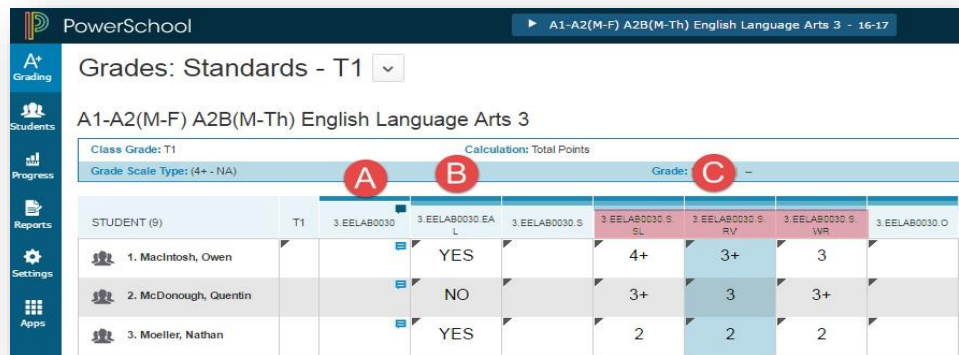 PowerSchool
▶ A1-A2(M-F) A2B(M-Th) English Language Arts 3 - 16-17
A+
Grading
Students
Progress
Reports
Settings
Apps
Grades: Standards - T1
A1-A2(M-F) A2B(M-Th) English Language Arts 3
Class Grade: T1 Calculation: Total Points
Grade Scale Type: (4+ - NA) Grade: –
A B C
STUDENT (9) T1 3.EELAB0030 3.EELAB0030.EAL 3.EELAB0030.S 3.EELAB0030.S.SL 3.EELAB0030.S.RV 3.EELAB0030.S.WR 3.EELAB0030.O
1. MacIntosh, Owen YES 4+ 3+ 3
2. McDonough, Quentin NO 3+ 3 3+
3. Moeller, Nathan YES 2 2 2